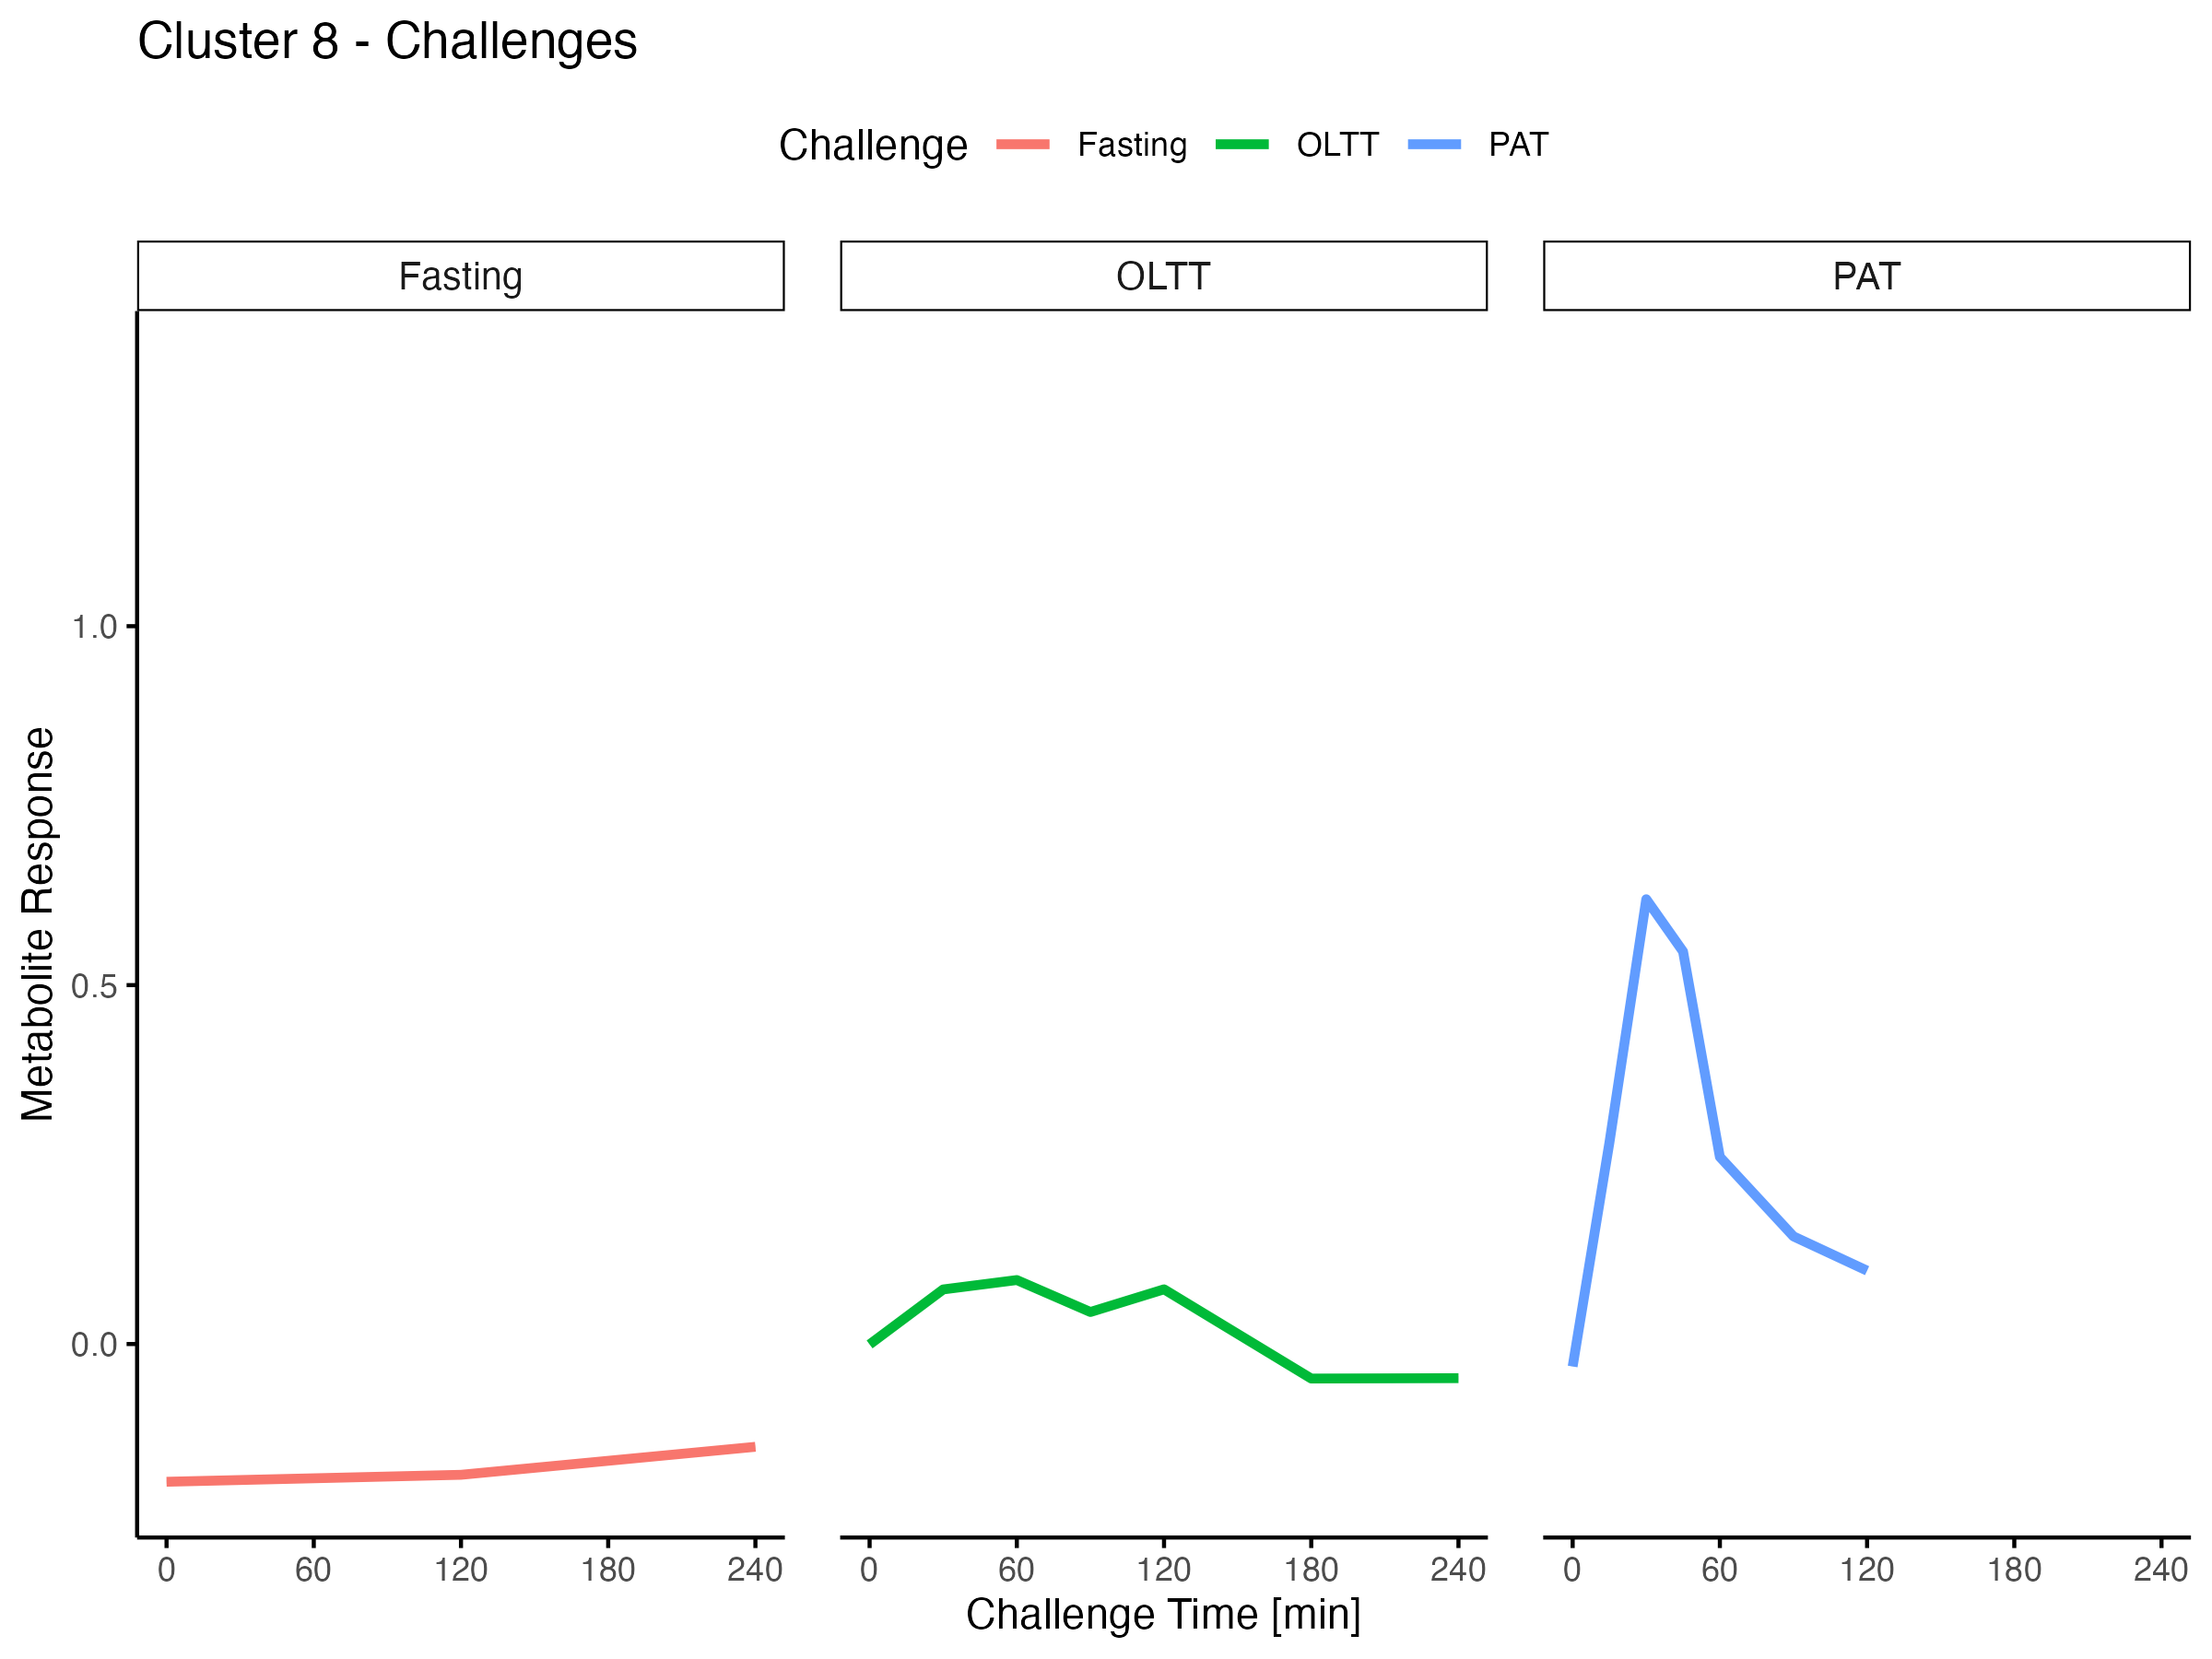 Cluster 8 - Challenges
Challenge Fasting OLTT PAT
Fasting OLTT PAT
Metabolite Response
1.0
0.5
0.0
0 60 120 180 240 0 60 120 180 240 0 60 120 180 240
Challenge Time [min]